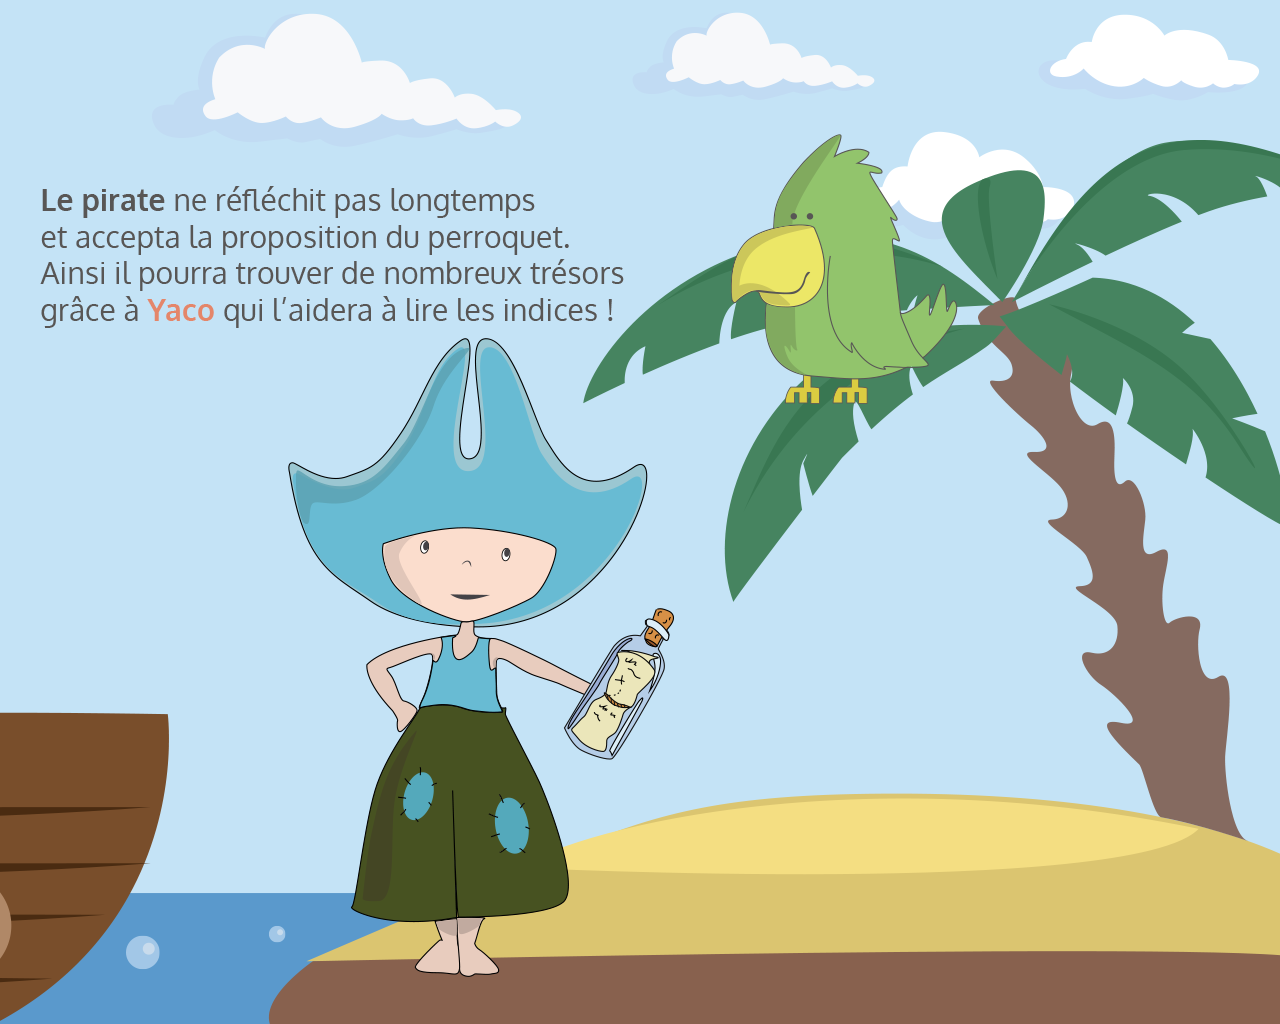 Le pirate ne réfléchit pas longtemps
et accepta la proposition du perroquet.
Ainsi il pourra trouver de nombreux trésors
grâce à Yaco qui l’aidera à lire les indices !